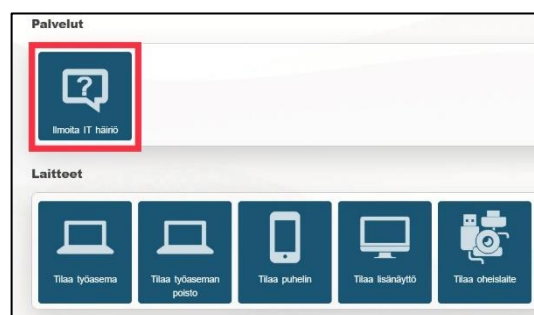 Palvelut
?
Ilmoita IT häiriö
Laitteet
Tilaa työasema
Tilaa työaseman
poisto
Tilaa puhelin
Tilaa lisänäyttö
Tilaa oheislaite